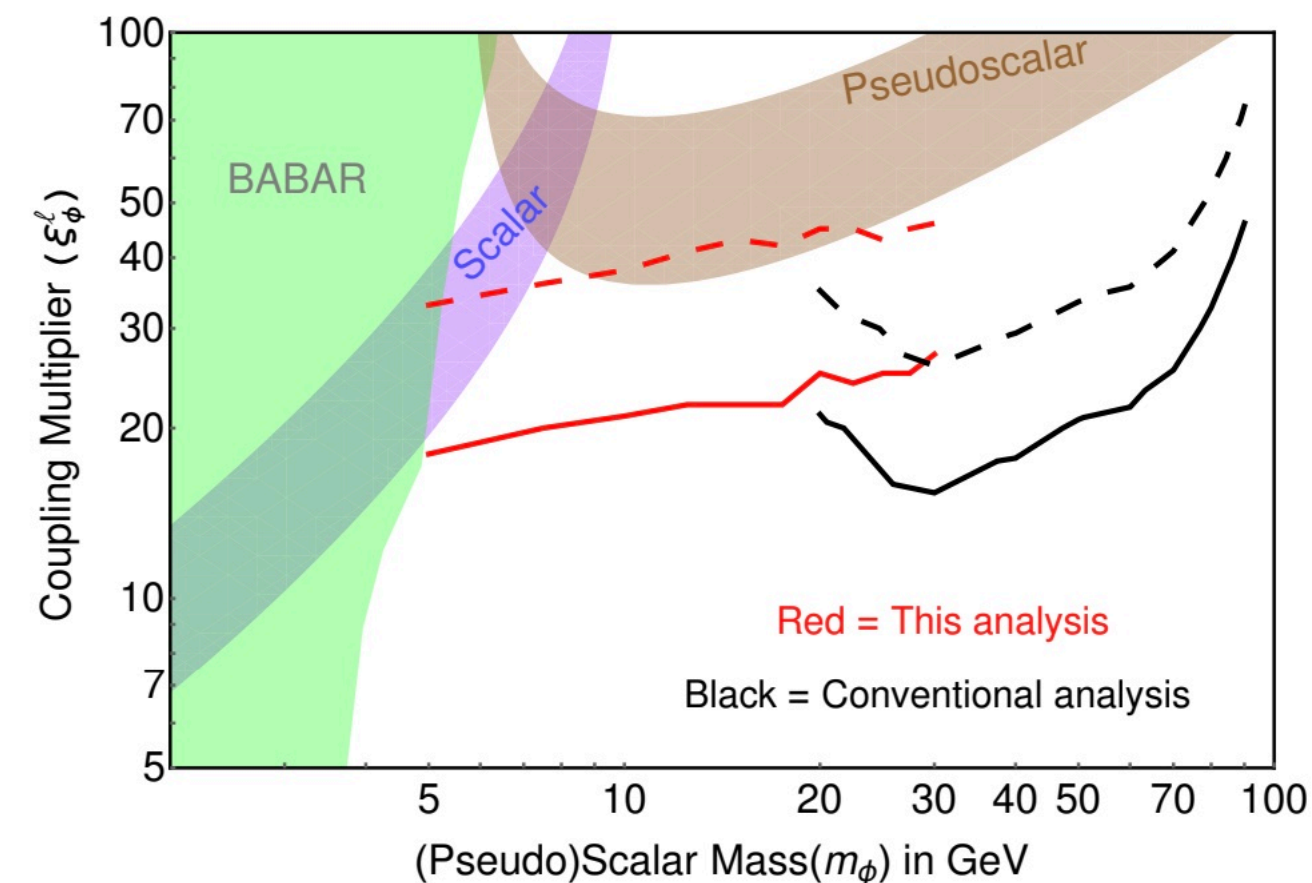 100
70
50
40
30
20
10
7
5
Coupling Multiplier (ξ_ϕ^ℓ)
BABAR
Scalar
Pseudoscalar
Red = This analysis
Black = Conventional analysis
5 10 20 30 40 50 70 100
(Pseudo)Scalar Mass(m_ϕ) in GeV